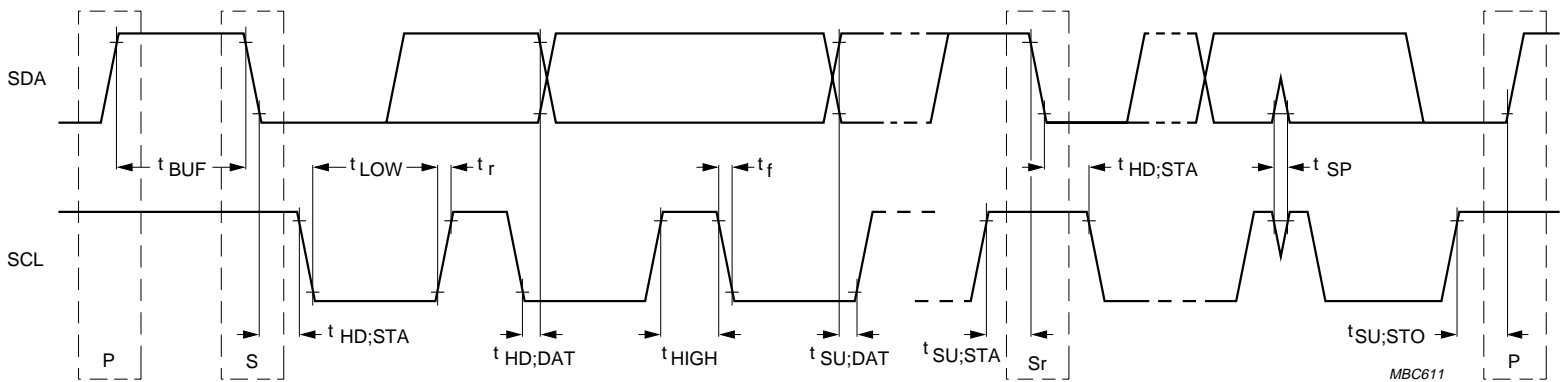 SDA
t BUF
t LOW
t r
t f
t HD;STA
t SP
SCL
t HD;STA
t HD;DAT
t HIGH
t SU;DAT
t SU;STA
t SU;STO
P
S
Sr
P
MBC611